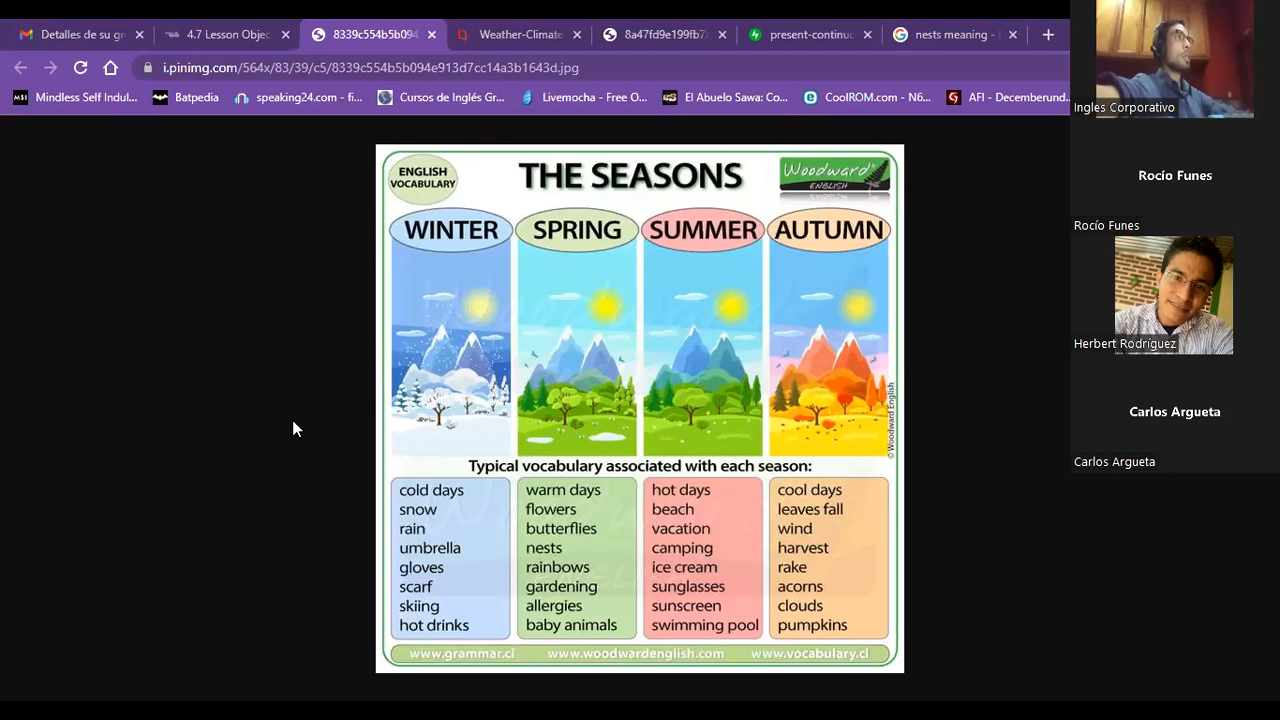 Detalles de su gn
4.7 Lesson Objec
8339c554b5b094
Weather-Climate
8a47fd9e199fb7
present-continuo
nests meaning -
i.pinimg.com/564x/83/39/c5/8339c554b5b094e913d7cc14a3b1643d.jpg
Mindless Self Indul...
Batpedia
speaking24.com - fi...
Cursos de Inglés Gr...
Livemocha - Free O...
El Abuelo Sawa: Co...
CoolROM.com - N6...
AFI - Decemberund...
ENGLISH
VOCABULARY
THE SEASONS
Woodward
ENGLISH
WINTER
SPRING
SUMMER
AUTUMN
© Woodward English
Typical vocabulary associated with each season:
cold days
snow
rain
umbrella
gloves
scarf
skiing
hot drinks
warm days
flowers
butterflies
nests
rainbows
gardening
allergies
baby animals
hot days
beach
vacation
camping
ice cream
sunglasses
sunscreen
swimming pool
cool days
leaves fall
wind
harvest
rake
acorns
clouds
pumpkins
www.grammar.cl
www.woodwardenglish.com
www.vocabulary.cl
Ingles Corporativo
Rocío Funes
Rocío Funes
Herbert Rodríguez
Carlos Argueta
Carlos Argueta